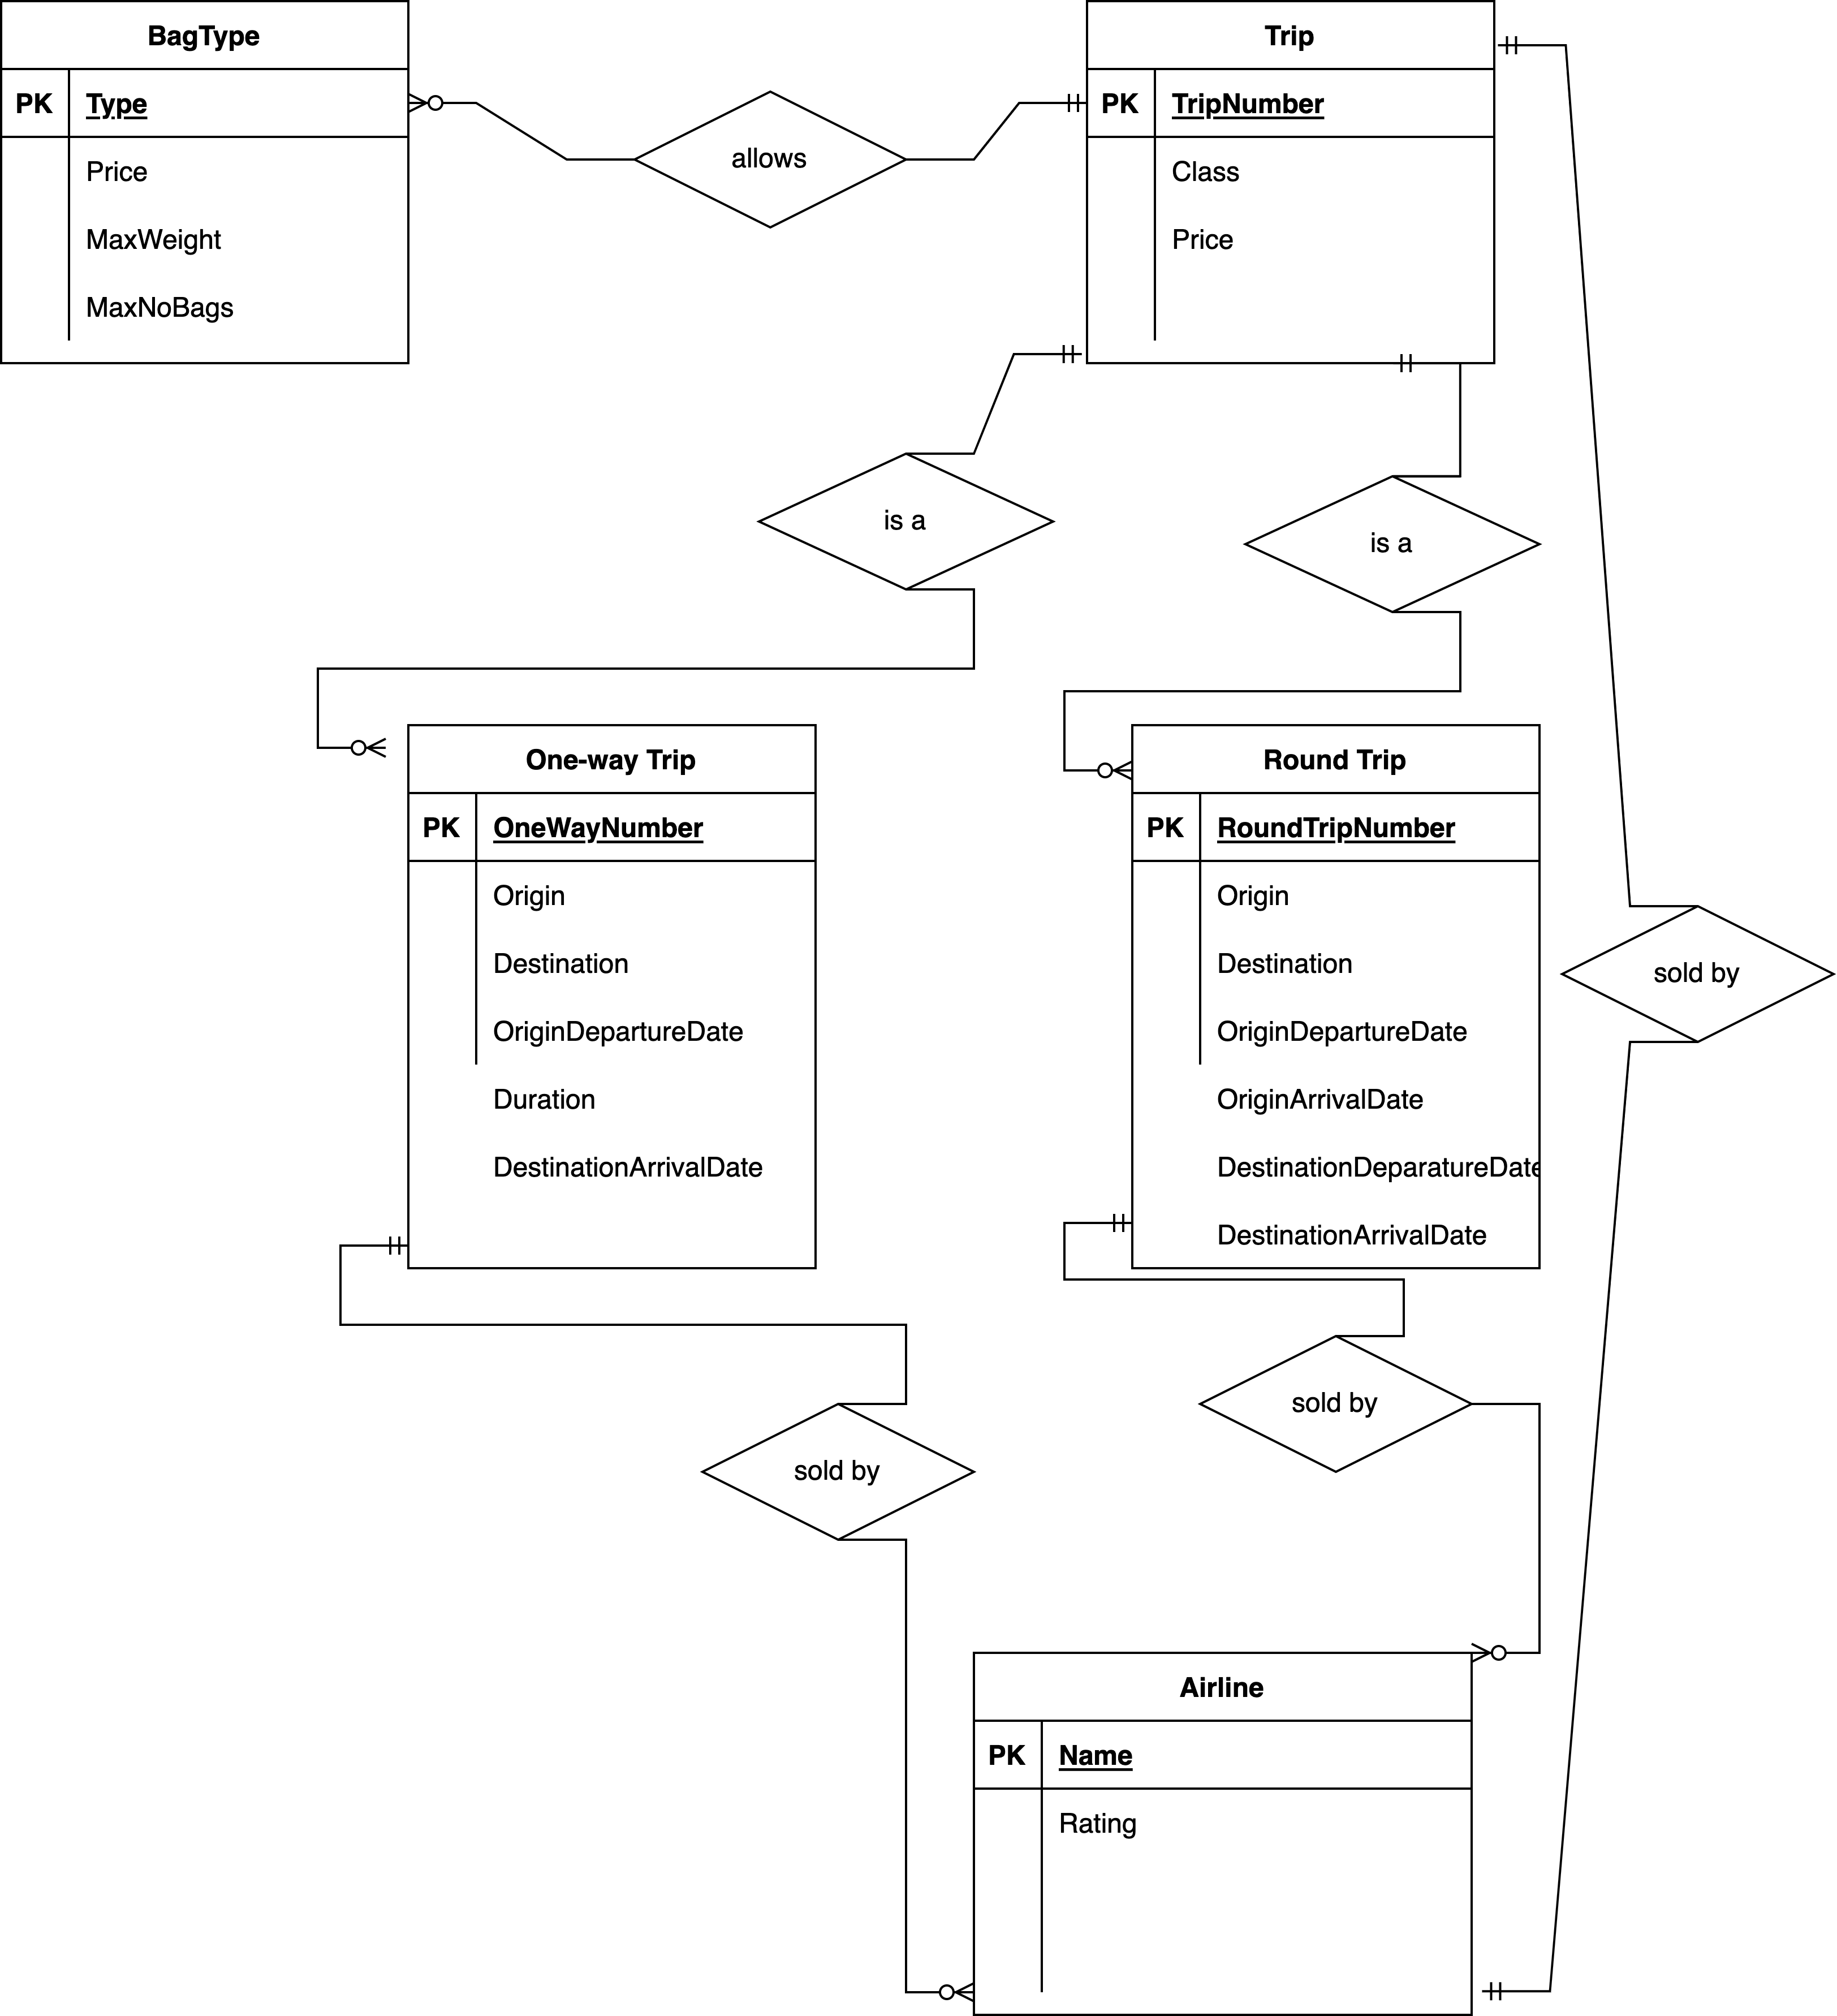 BagType
PK Type
Price
MaxWeight
MaxNoBags
allows
Trip
PK TripNumber
Class
Price
is a
is a
One-way Trip
PK OneWayNumber
Origin
Destination
OriginDepartureDate
Duration
DestinationArrivalDate
Round Trip
PK RoundTripNumber
Origin
Destination
OriginDepartureDate
OriginArrivalDate
DestinationDeparatureDate
DestinationArrivalDate
sold by
sold by
sold by
Airline
PK Name
Rating